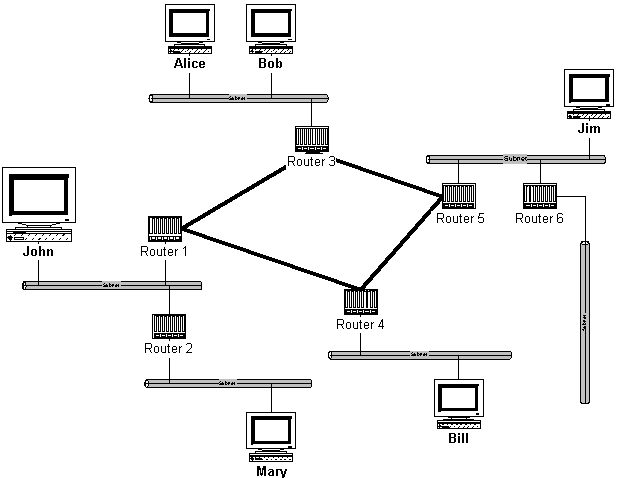 Alice
Bob
Subnet
Router 3
Jim
Subnet
Router 5
Router 6
John
Router 1
Subnet
Subnet
Router 2
Router 4
Subnet
Subnet
Bill
Mary